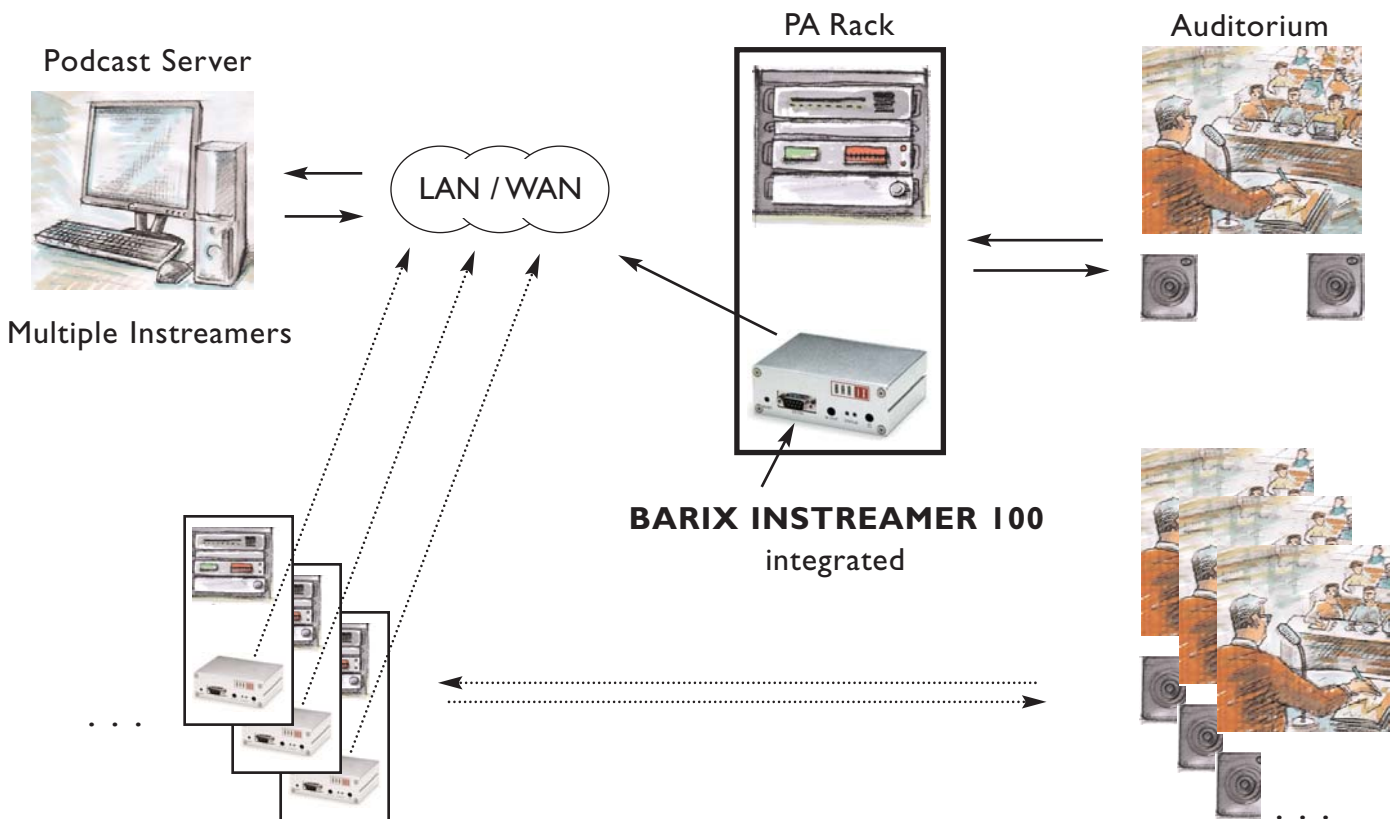 PA Rack
Auditorium
Podcast Server
LAN / WAN
Multiple Instreamers
BARIX INSTREAMER 100
integrated
. . .
. . .